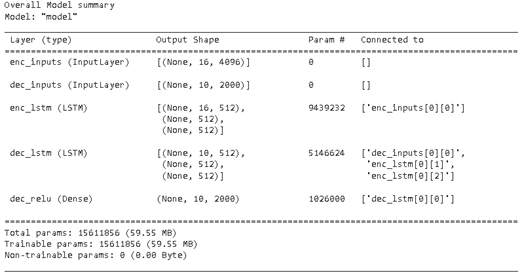 Overall Model summary
Model: "model"
Layer (type) Output Shape Param # Connected to
enc_inputs (InputLayer) [(None, 16, 4096)] 0 []
dec_inputs (InputLayer) [(None, 10, 2000)] 0 []
enc_lstm (LSTM) [(None, 16, 512), 9439232 ['enc_inputs[0][0]']
(None, 512),
(None, 512)]
dec_lstm (LSTM) [(None, 10, 512), 5146624 ['dec_inputs[0][0]',
(None, 512), 'enc_lstm[0][1]',
(None, 512)] 'enc_lstm[0][2]']
dec_relu (Dense) (None, 10, 2000) 1026000 ['dec_lstm[0][0]']
Total params: 15611856 (59.55 MB)
Trainable params: 15611856 (59.55 MB)
Non-trainable params: 0 (0.00 Byte)